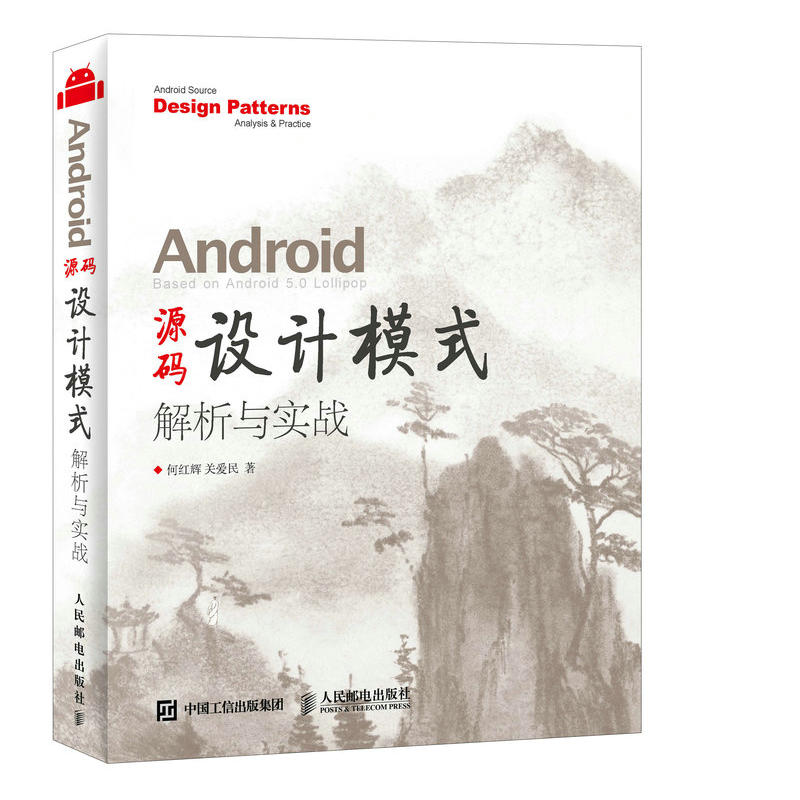 Android Source
Design Patterns
Analysis & Practice
Android
Based on Android 5.0 Lollipop
源码
设计模式
解析与实战
◆ 何红辉 关爱民 著
中国工信出版集团
人民邮电出版社
POSTS & TELECOM PRESS
Android
源码
设计模式
解析与实战
人民邮电出版社